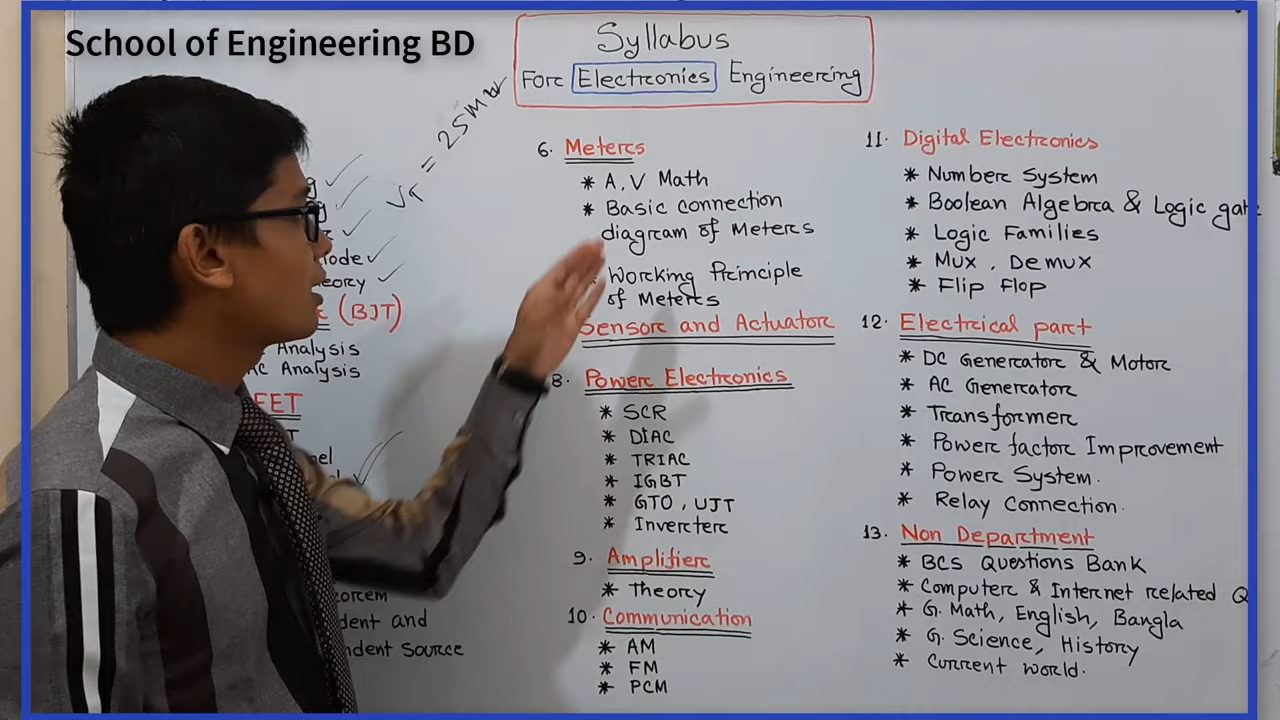 School of Engineering BD
Syllabus
For Electronics Engineering
VT = 25 MV
ode
eory
(BJT)
Analysis
AC Analysis
FET
dent and
ndent Source
6. Meters
* A, V Math
* Basic connection
diagram of Meters
Working Principle
of Meters
Sensor and Actuator
8. Power Electronics
* SCR
* DIAC
* TRIAC
* IGBT
* GTO, UJT
* Inverter
9. Amplifier
* Theory
10. Communication
* AM
* FM
* PCM
11. Digital Electronics
* Number System
* Boolean Algebra & Logic gate
* Logic Families
* Mux, Demux
* Flip Flop
12. Electrical part
* DC Generator & Motor
* AC Generator
* Transformer
* Power factor Improvement
* Power System.
* Relay Connection.
13. Non Department
* BCS Questions Bank
* Computer & Internet related Q
* G. Math, English, Bangla
* G. Science, History
* Current world.